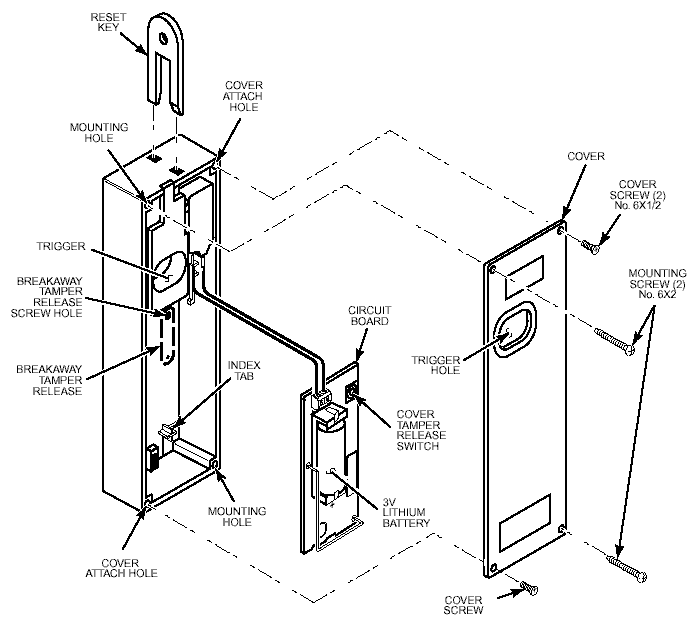 RESET
KEY
COVER
ATTACH
HOLE
MOUNTING
HOLE
COVER
COVER
SCREW (2)
No. 6X1/2
TRIGGER
MOUNTING
SCREW (2)
No. 6X2
BREAKAWAY
TAMPER
RELEASE
SCREW HOLE
CIRCUIT
BOARD
TRIGGER
HOLE
BREAKAWAY
TAMPER
RELEASE
INDEX
TAB
COVER
TAMPER
RELEASE
SWITCH
MOUNTING
HOLE
3V
LITHIUM
BATTERY
+
COVER
ATTACH HOLE
COVER
SCREW